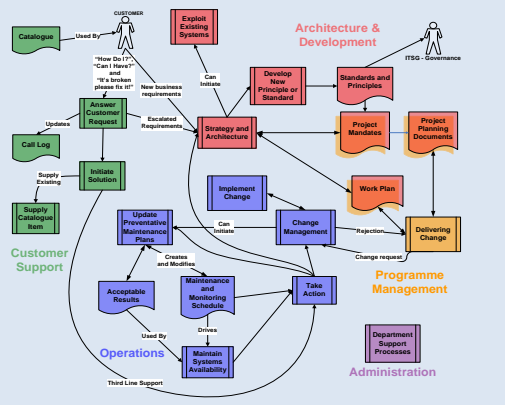 CUSTOMER
Catalogue
Used By
Exploit
Existing
Systems
Architecture &
Development
ITSG - Governance
"How Do I?",
"Can I Have?"
and
"It's broken
please fix it!"
New business
requirements
Can
Initiate
Develop
New
Principle or
Standard
Standards and
Principles
Answer
Customer
Request
Updates
Escalated
Requirements
Call Log
Strategy and
Architecture
Project
Mandates
Project
Planning
Documents
Supply
Existing
Initiate
Solution
Supply
Catalogue
Item
Implement
Change
Work Plan
Update
Preventative
Maintenance
Plans
Can
Initiate
Change
Management
Rejection
Delivering
Change
Change request
Customer
Support
Creates
and Modifies
Programme
Management
Acceptable
Results
Maintenance
and
Monitoring
Schedule
Take
Action
Used By
Drives
Operations
Maintain
Systems
Availability
Third Line Support
Department
Support
Processes
Administration